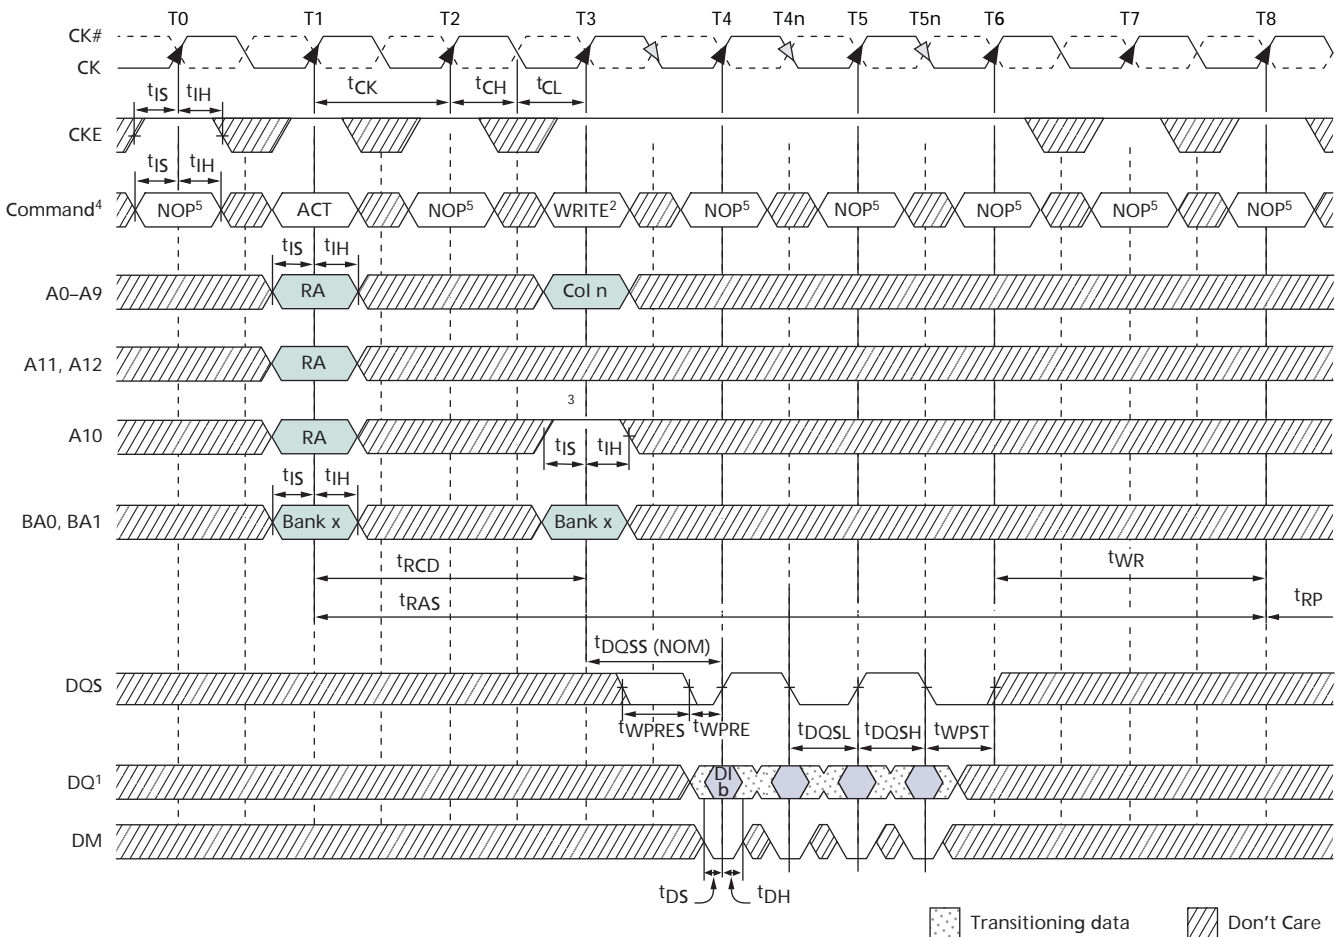 T0 T1 T2 T3 T4 T4n T5 T5n T6 T7 T8
CK#
CK
tCK tCH tCL
tIS tIH
CKE
tIS tIH
Command4 NOP5 ACT NOP5 WRITE2 NOP5 NOP5 NOP5 NOP5 NOP5
tIS tIH
A0–A9 RA Col n
A11, A12 RA
3
A10 RA
tIS tIH
tIS tIH
BA0, BA1 Bank x Bank x
tRCD tWR
tRAS tRP
tDQSS (NOM)
DQS
tWPRES tWPRE tDQSL tDQSH tWPST
DQ1 DI
b
DM
tDS tDH
Transitioning data Don't Care